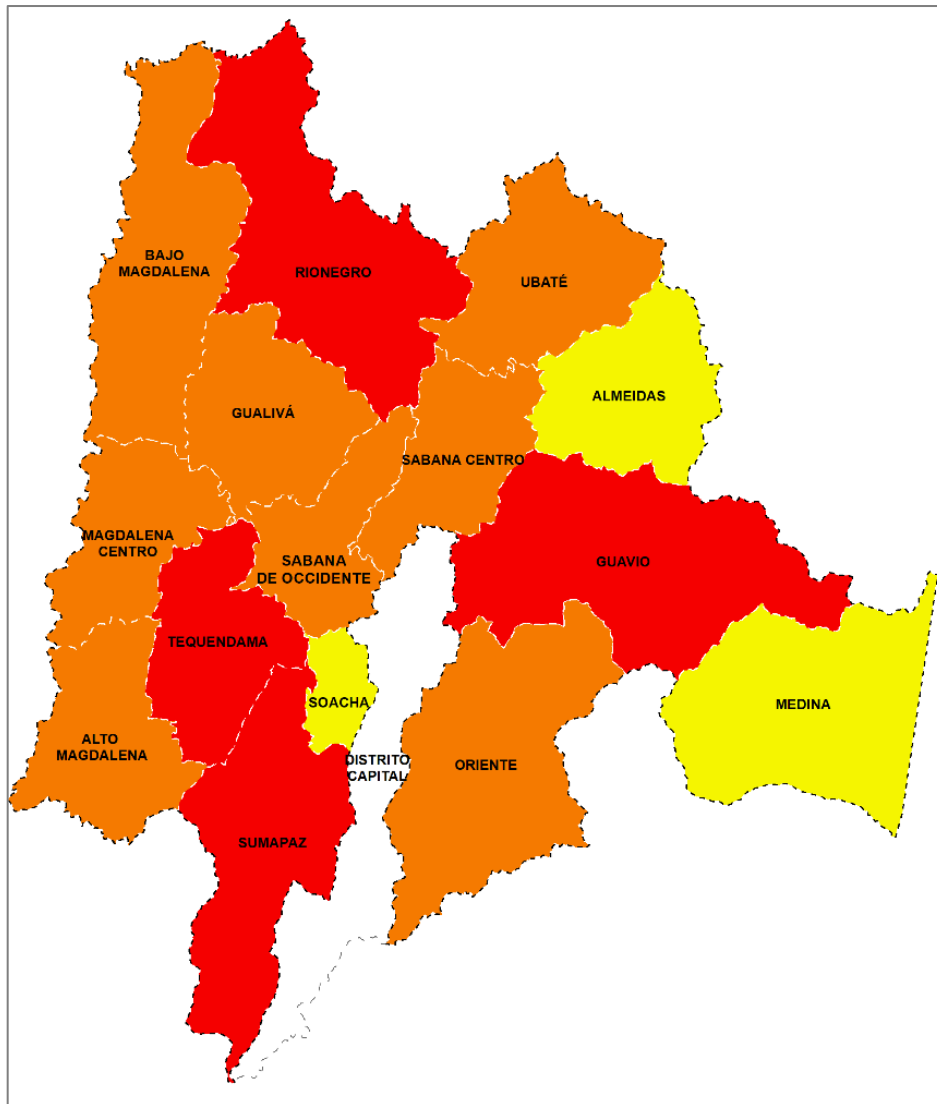 BAJO
MAGDALENA
RIONEGRO
UBATÉ
ALMEIDAS
GUALIVÁ
SABANA CENTRO
MAGDALENA
CENTRO
SABANA
DE OCCIDENTE
GUAVIO
TEQUENDAMA
SOACHA
MEDINA
ALTO
MAGDALENA
DISTRITO
CAPITAL
ORIENTE
SUMAPAZ